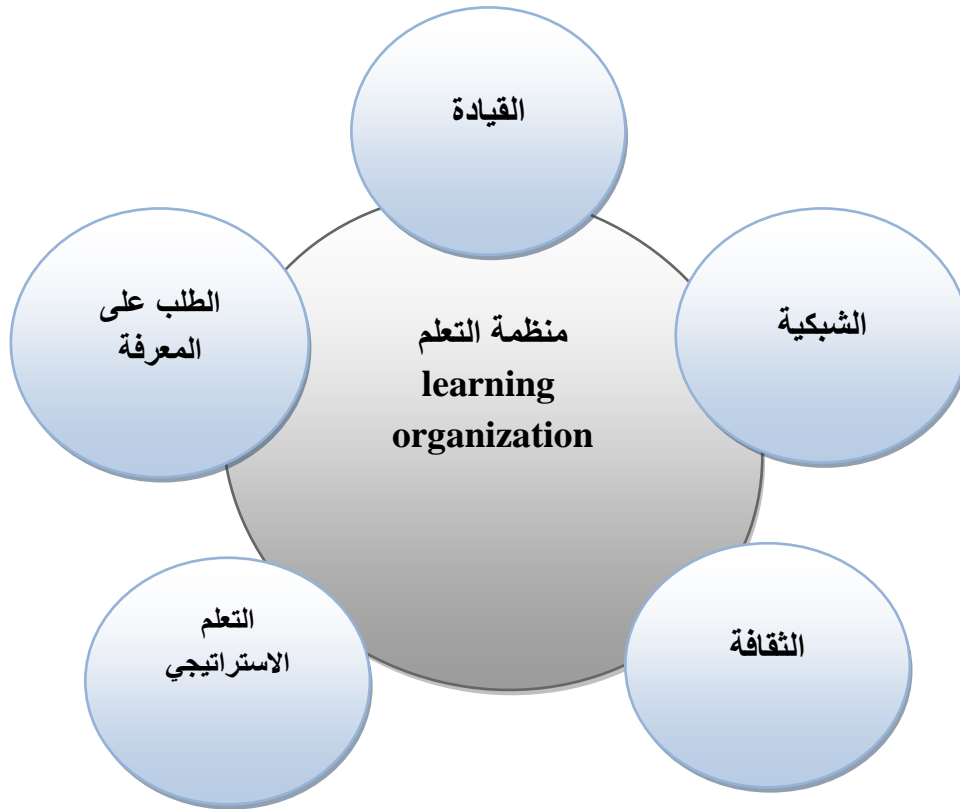 القيادة
الشبكية
الطلب على
المعرفة
منظمة التعلم
learning
organization
الثقافة
التعلم
الاستراتيجي